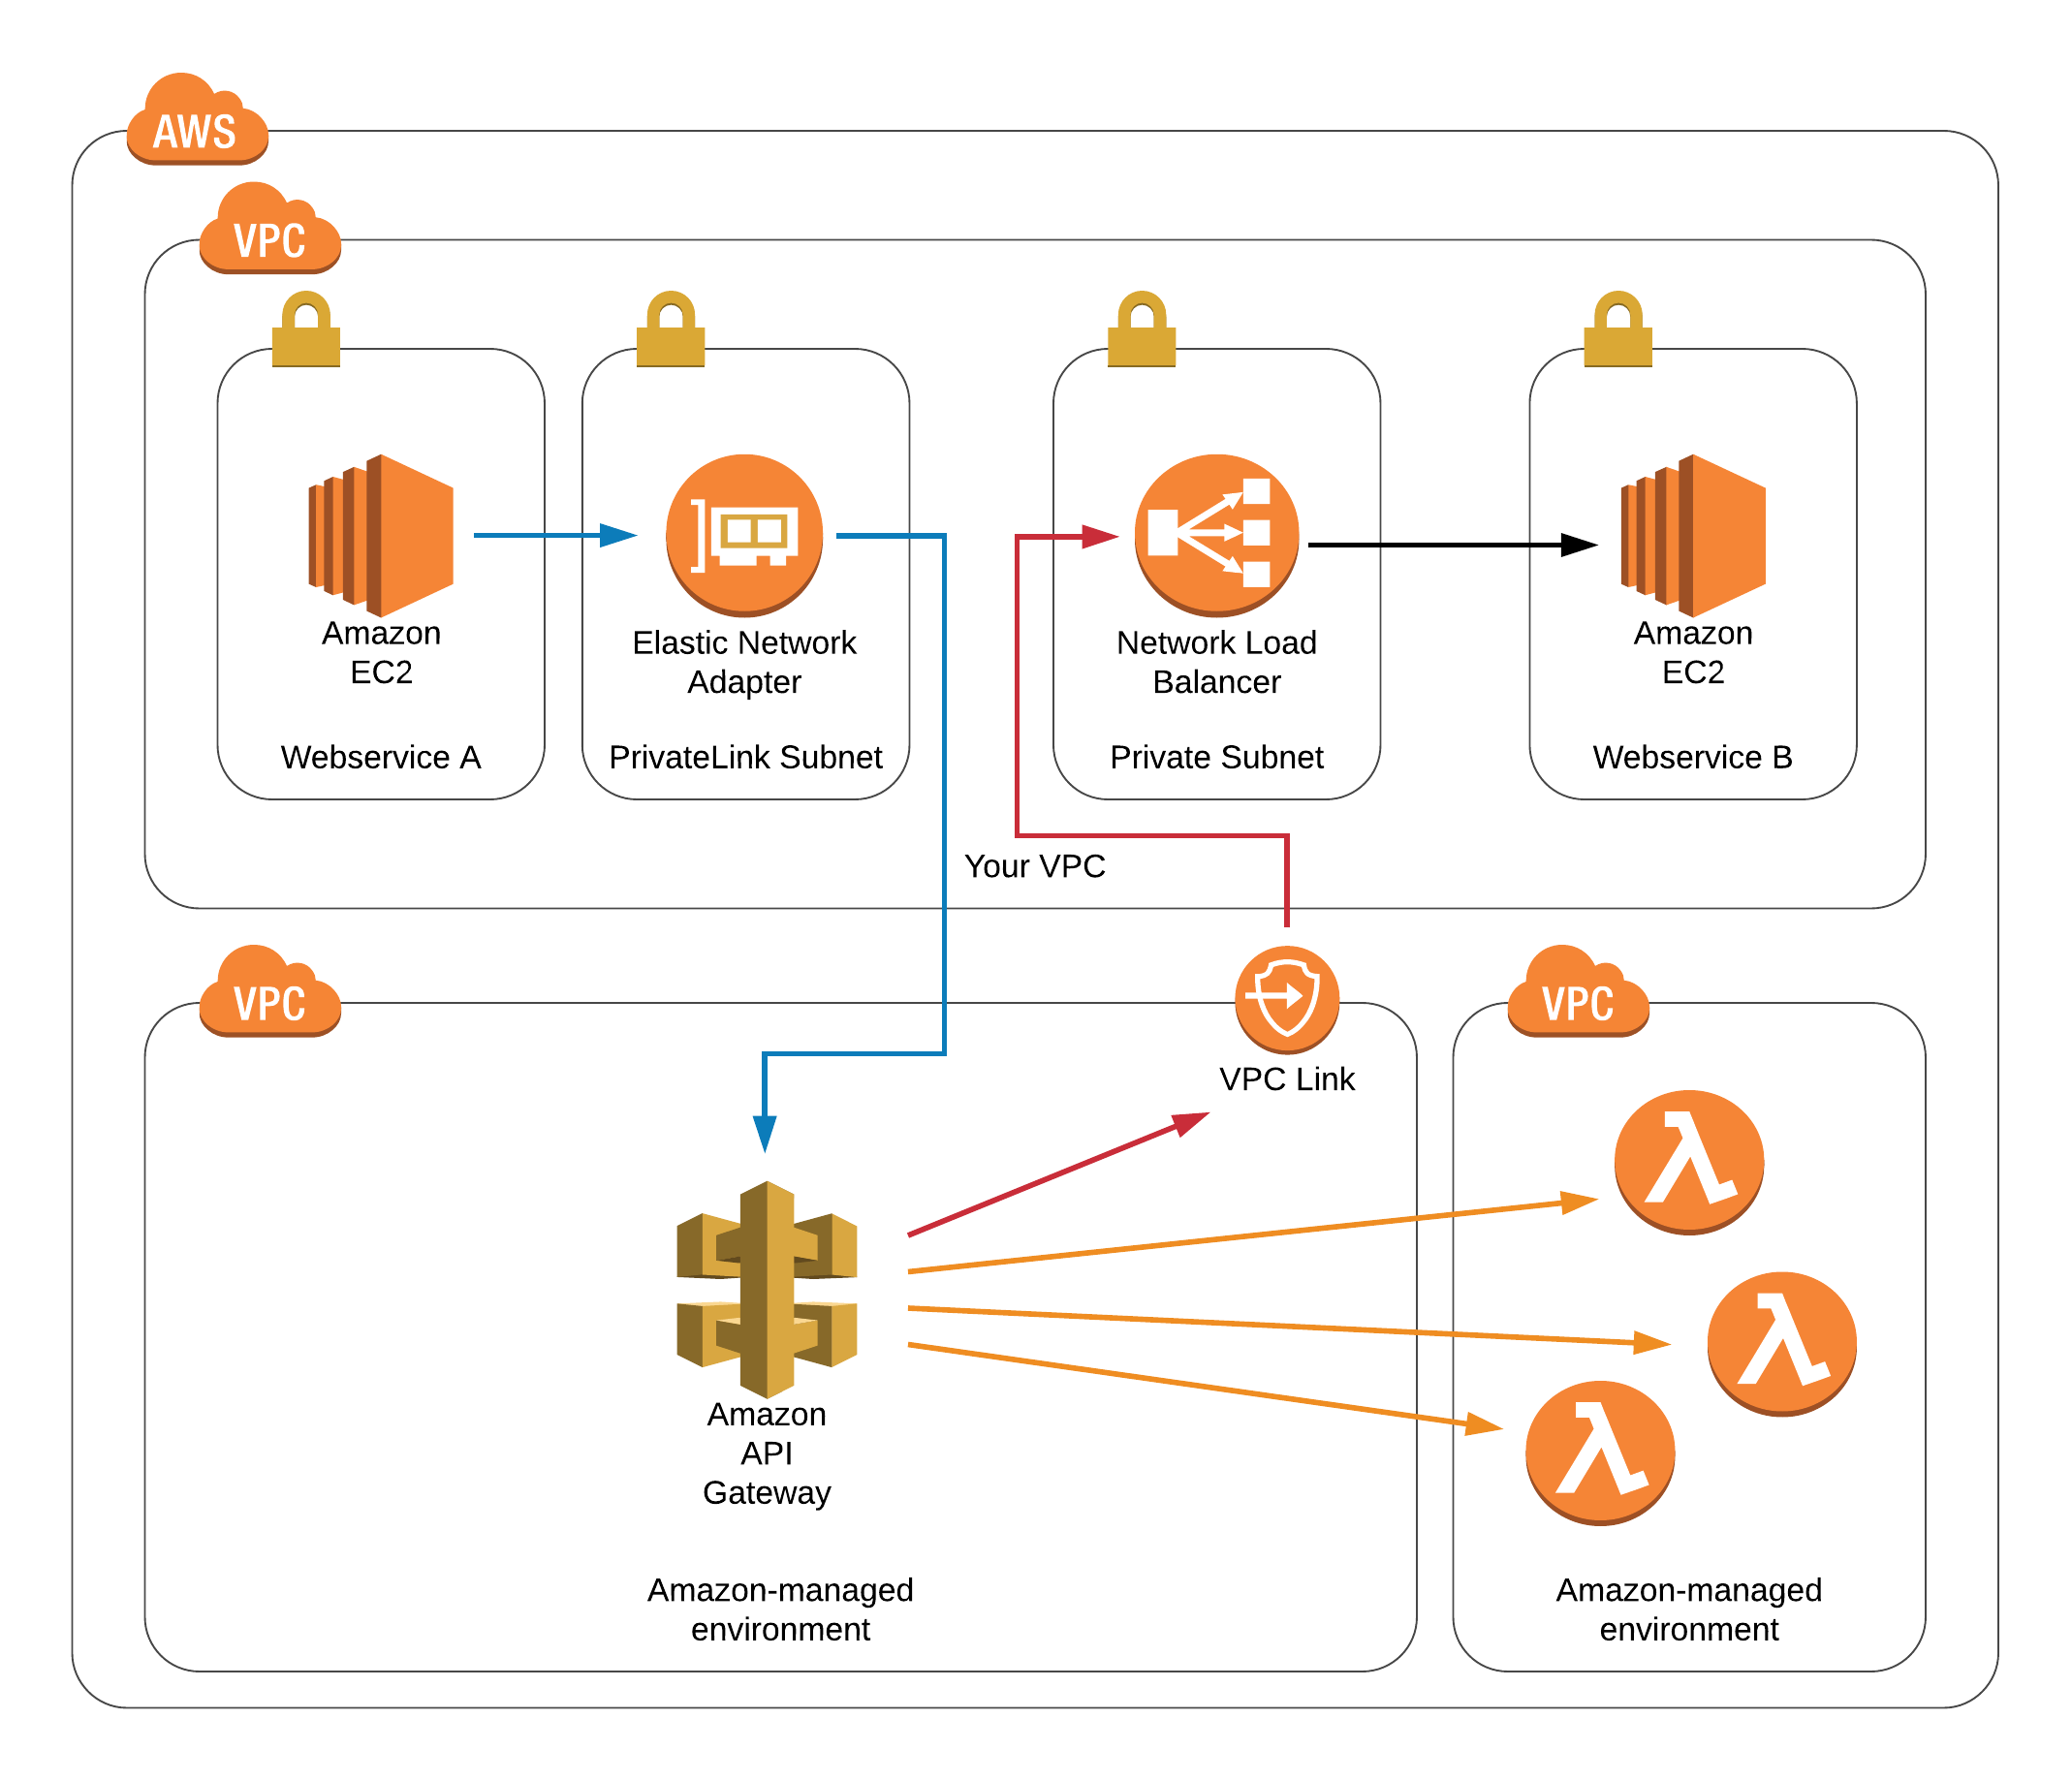 AWS
VPC
Amazon
EC2
Webservice A
Elastic Network
Adapter
PrivateLink Subnet
Network Load
Balancer
Private Subnet
Amazon
EC2
Webservice B
Your VPC
VPC
VPC Link
Amazon
API
Gateway
Amazon-managed
environment
VPC
Amazon-managed
environment